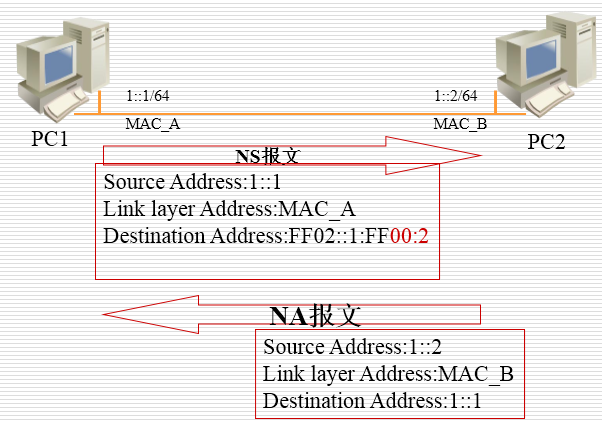 1::1/64
1::2/64
MAC_A
MAC_B
PC1
PC2
NS报文
Source Address:1::1
Link layer Address:MAC_A
Destination Address:FF02::1:FF00:2
NA报文
Source Address:1::2
Link layer Address:MAC_B
Destination Address:1::1